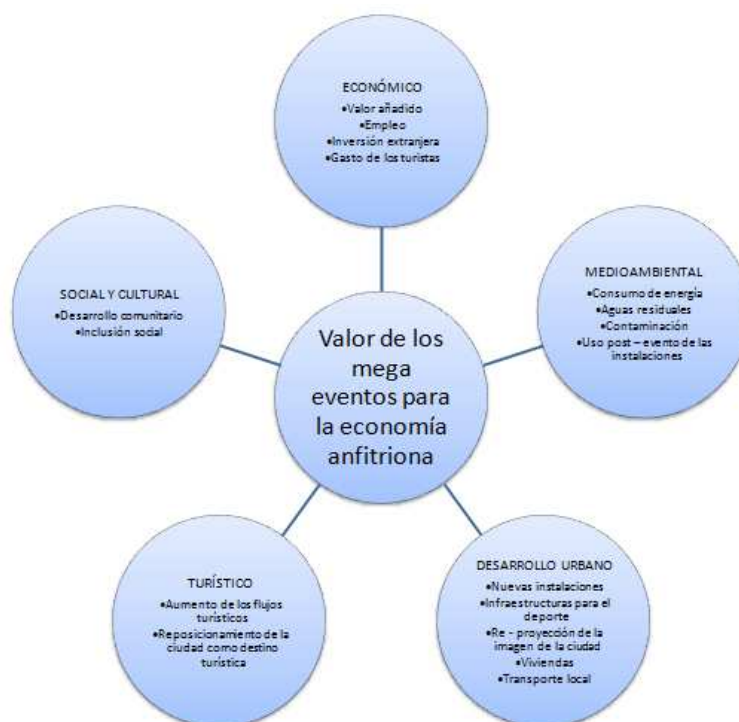 ECONÓMICO
•Valor añadido
•Empleo
•Inversión extranjera
•Gasto de los turistas
SOCIAL Y CULTURAL
•Desarrollo comunitario
•Inclusión social
MEDIOAMBIENTAL
•Consumo de energía
•Aguas residuales
•Contaminación
•Uso post – evento de las
instalaciones
Valor de los
mega
eventos para
la economía
anfitriona
TURÍSTICO
•Aumento de los flujos
turísticos
•Reposicionamiento de la
ciudad como destino
turística
DESARROLLO URBANO
•Nuevas instalaciones
•Infraestructuras para el
deporte
•Re - proyección de la
imagen de la ciudad
•Viviendas
•Transporte local